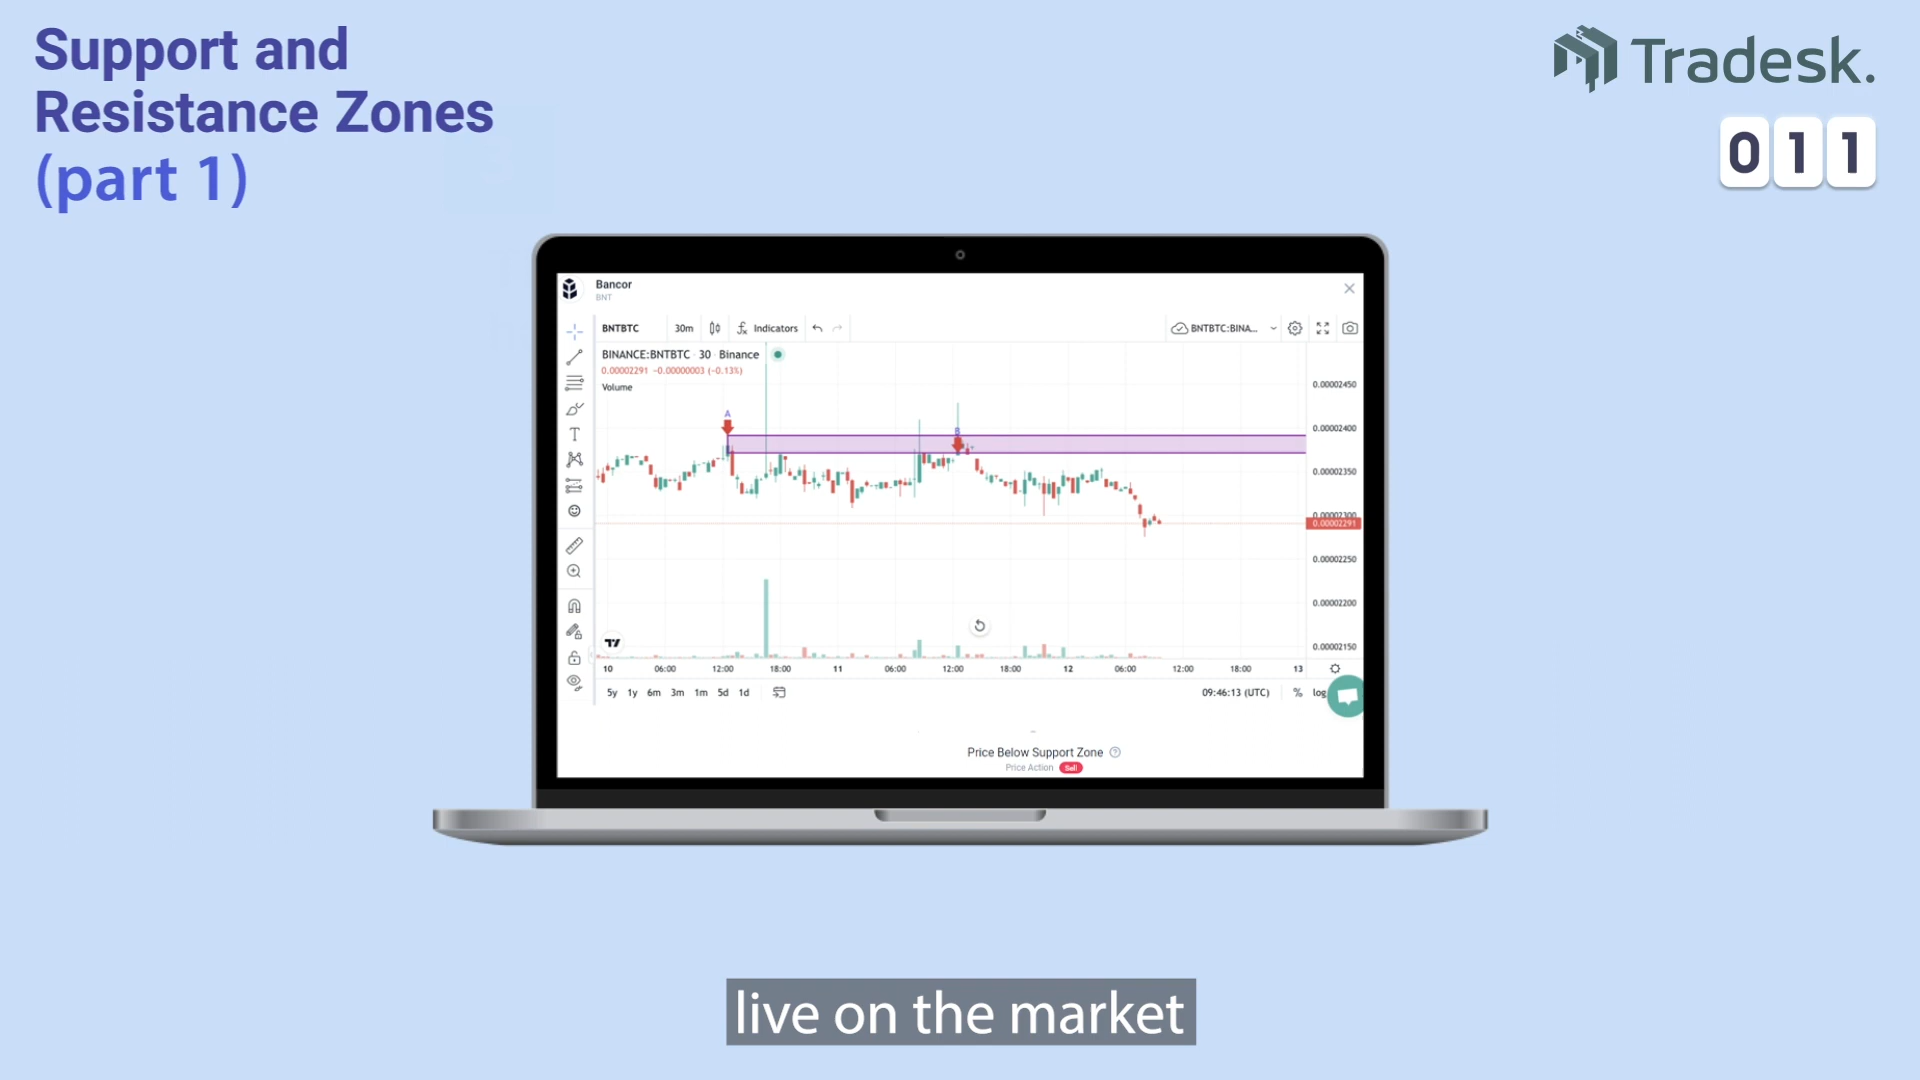 Support and
Resistance Zones
(part 1)
Tradesk.
011
Bancor
BNT
BNTBTC 30m Indicators BNTBTC:BINA...
BINANCE:BNTBTC · 30 · Binance
0.00002291 −0.00000003 (−0.13%)
Volume
A
B
0.00002450
0.00002400
0.00002350
0.00002300
0.00002291
0.00002250
0.00002200
0.00002150
10 06:00 12:00 18:00 11 06:00 12:00 18:00 12 06:00 12:00 18:00 13
5y 1y 6m 3m 1m 5d 1d 09:46:13 (UTC) % log
Price Below Support Zone
Price Action Sell
live on the market